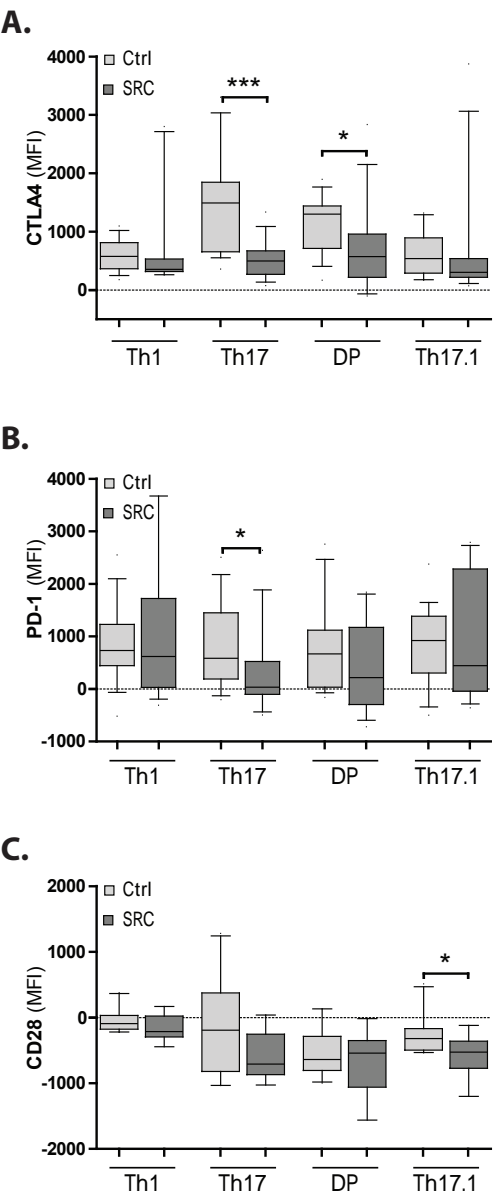 A.
4000
3000
2000
1000
0
CTLA4 (MFI)
Ctrl
SRC
***
*
Th1 Th17 DP Th17.1
B.
4000
3000
2000
1000
0
-1000
PD-1 (MFI)
Ctrl
SRC
*
Th1 Th17 DP Th17.1
C.
2000
1000
0
-1000
-2000
CD28 (MFI)
Ctrl
SRC
*
Th1 Th17 DP Th17.1